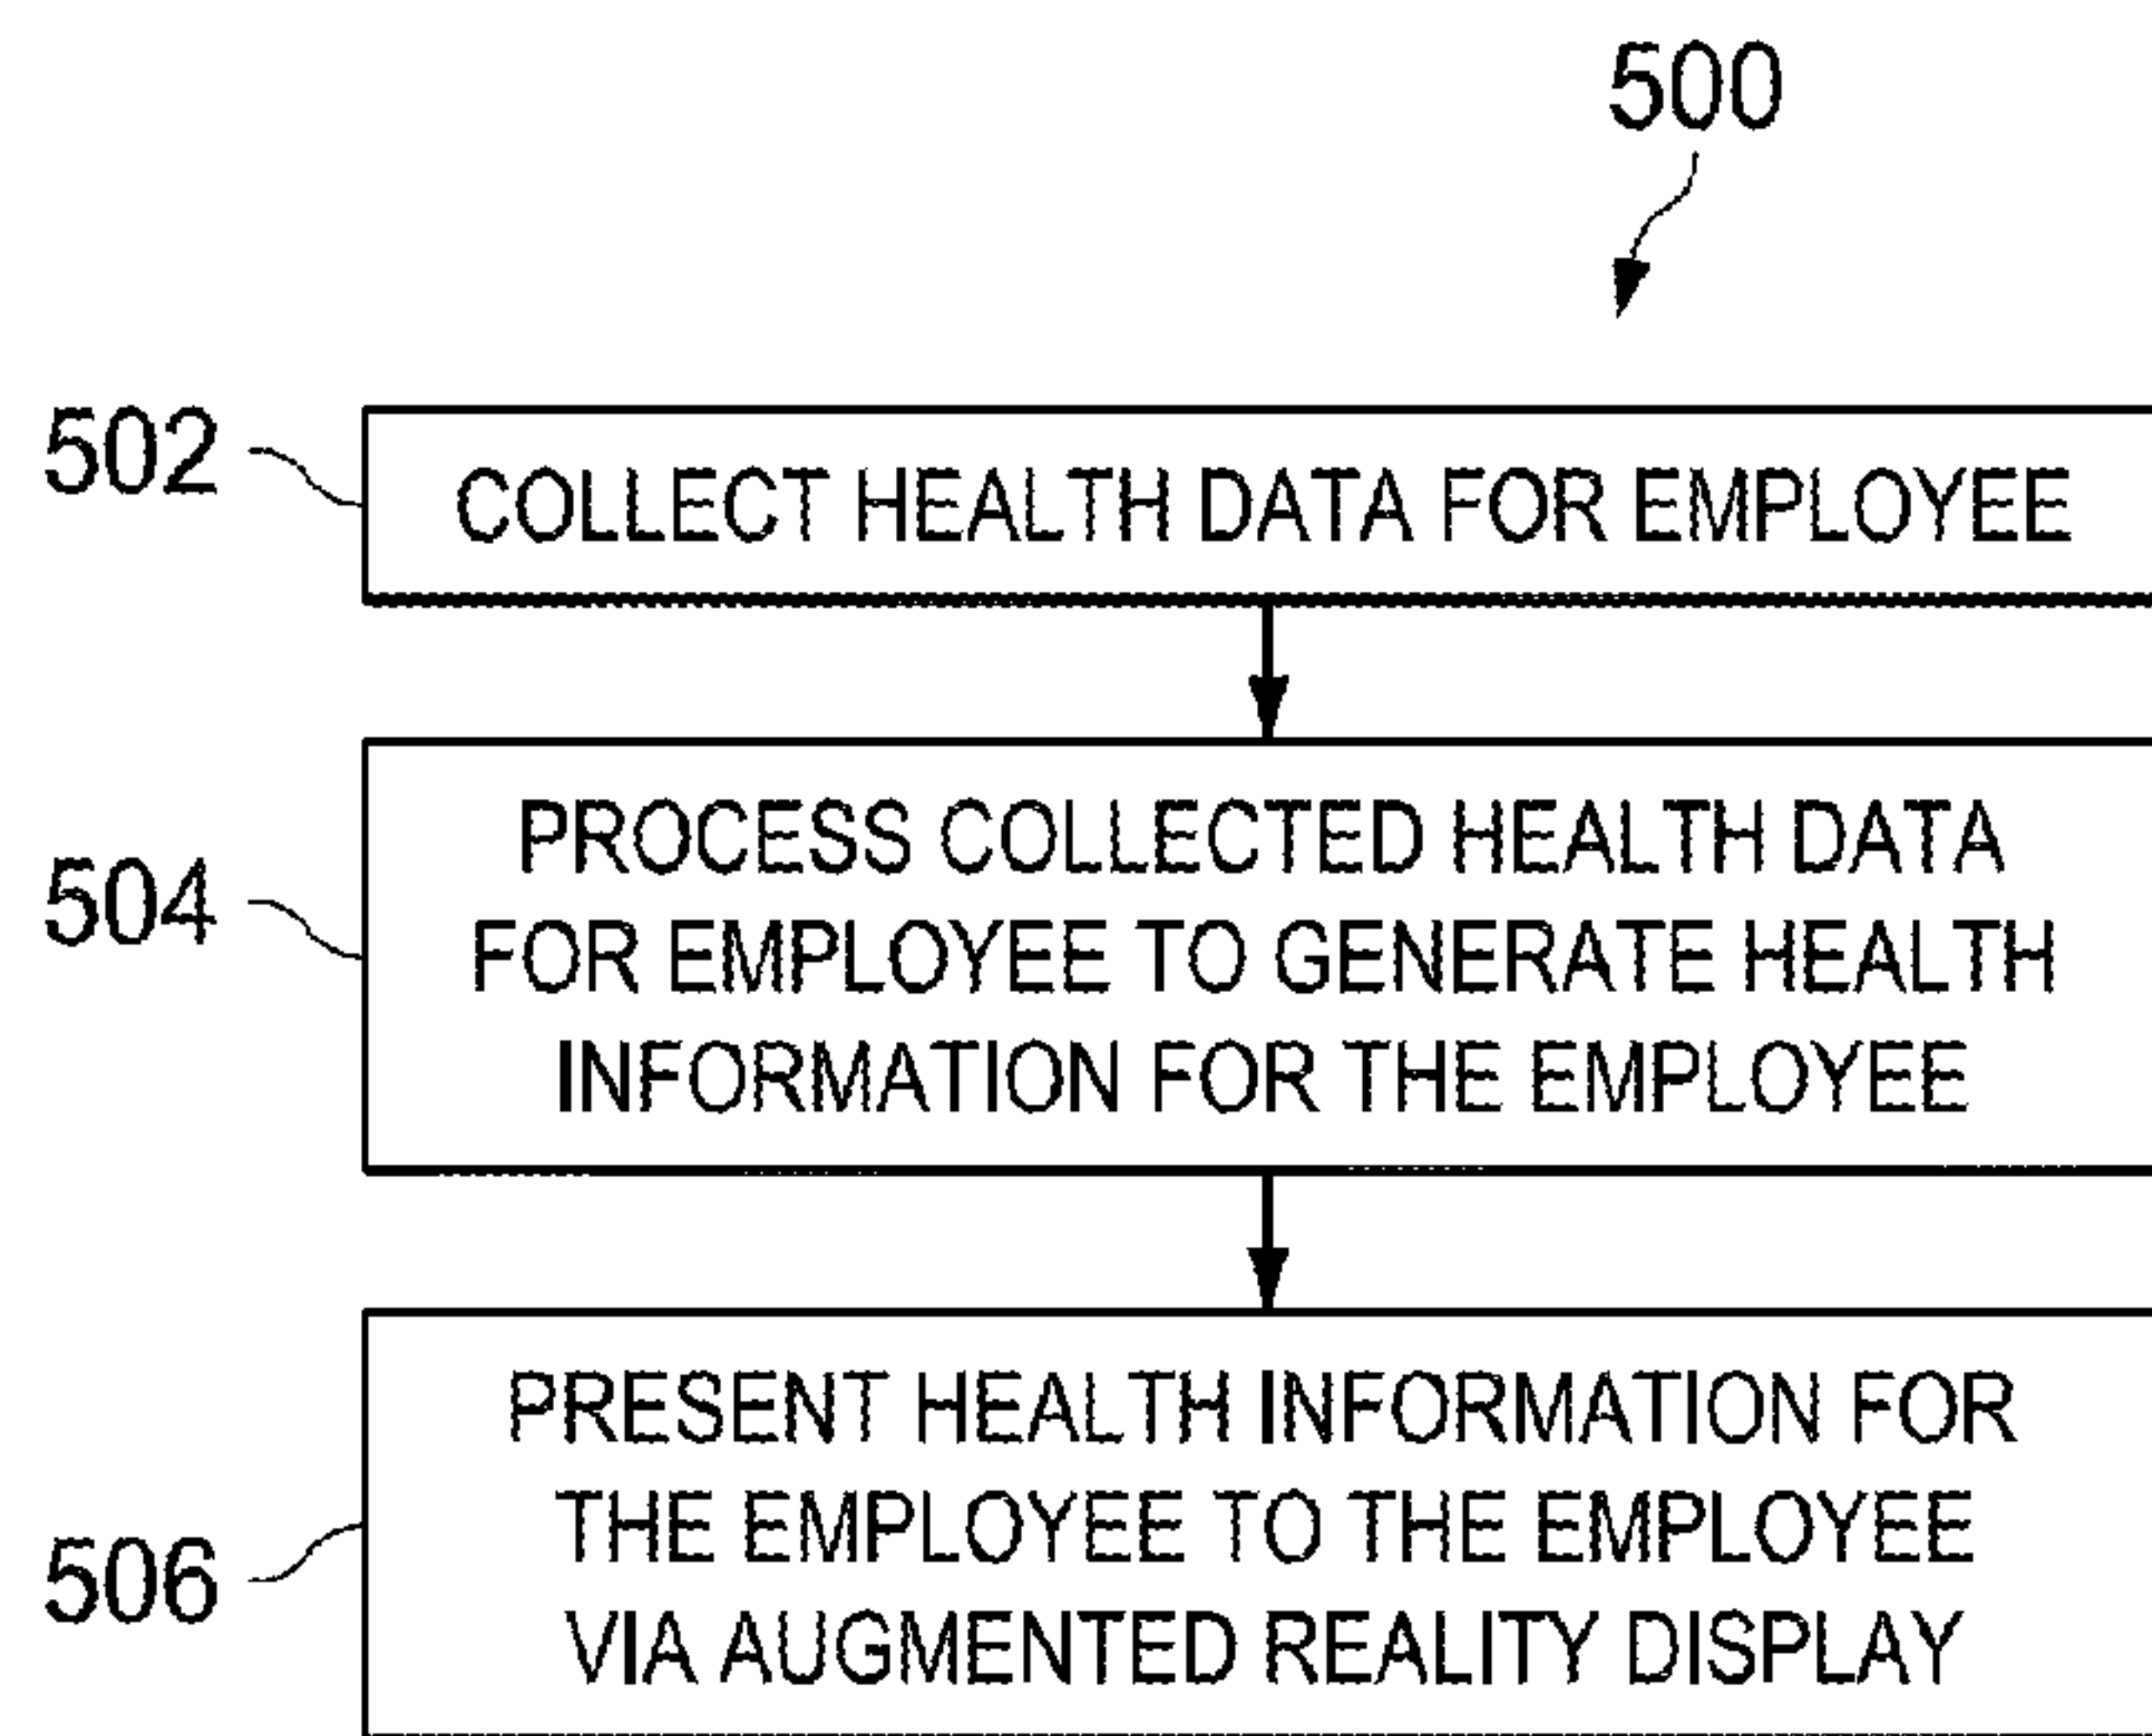 500
502
COLLECT HEALTH DATA FOR EMPLOYEE
504
PROCESS COLLECTED HEALTH DATA
FOR EMPLOYEE TO GENERATE HEALTH
INFORMATION FOR THE EMPLOYEE
506
PRESENT HEALTH INFORMATION FOR
THE EMPLOYEE TO THE EMPLOYEE
VIA AUGMENTED REALITY DISPLAY